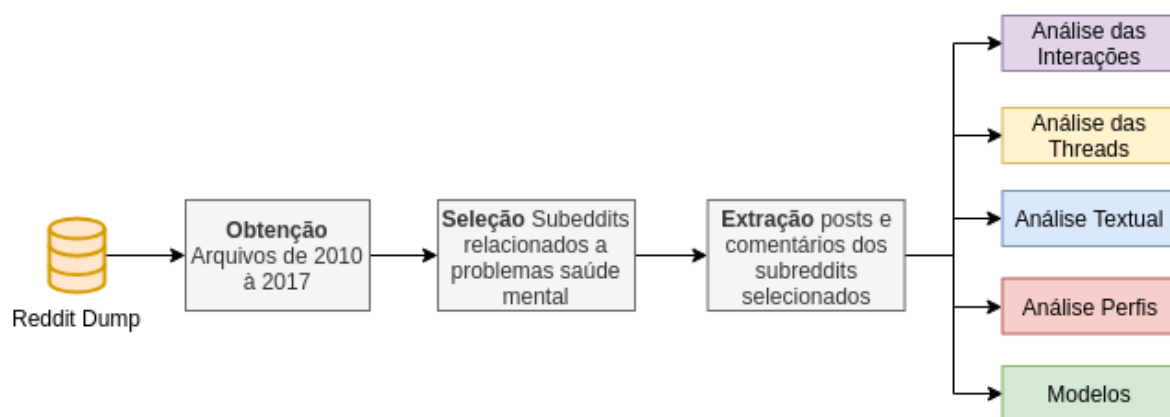 Reddit Dump
Obtenção
Arquivos de 2010
à 2017
Seleção Subeddits
relacionados a
problemas saúde
mental
Extração posts e
comentários dos
subreddits
selecionados
Análise das
Interações
Análise das
Threads
Análise Textual
Análise Perfis
Modelos